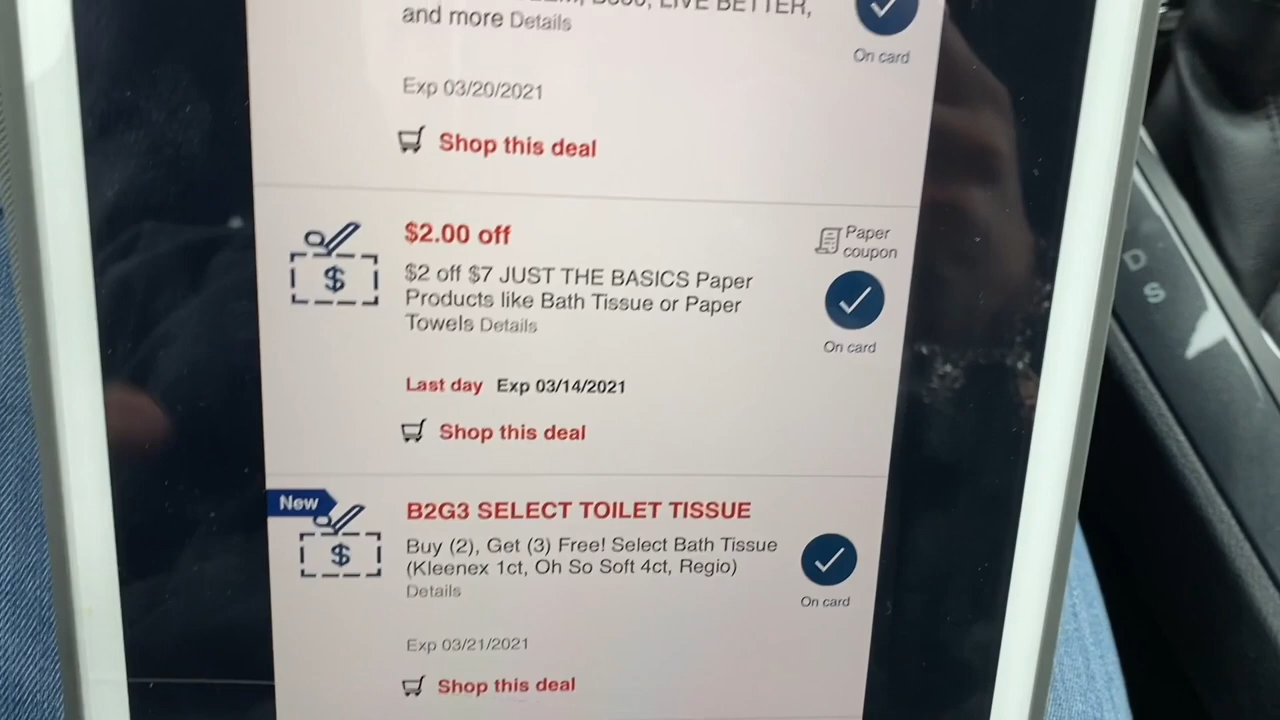 LIVE BETTER,
and more Details
On card
Exp 03/20/2021
Shop this deal
$2.00 off
Paper
coupon
$
$2 off $7 JUST THE BASICS Paper
Products like Bath Tissue or Paper
Towels Details
On card
Last day Exp 03/14/2021
Shop this deal
New
B2G3 SELECT TOILET TISSUE
$
Buy (2), Get (3) Free! Select Bath Tissue
(Kleenex 1ct, Oh So Soft 4ct, Regio)
Details
On card
Exp 03/21/2021
Shop this deal
D
S